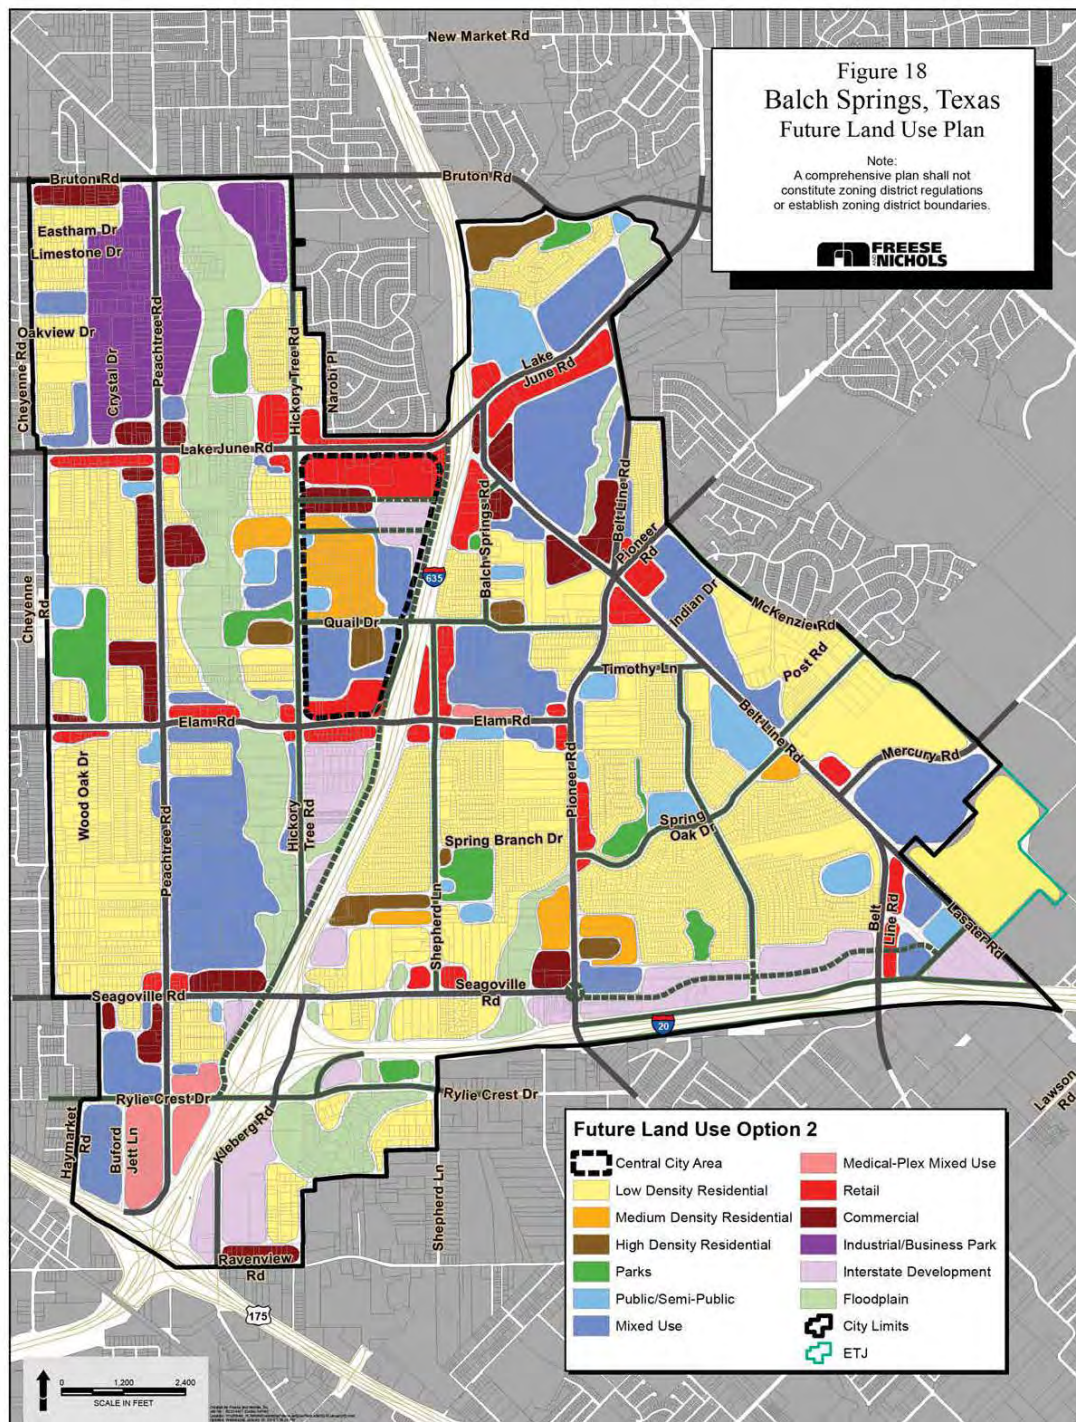 New Market Rd
Figure 18
Balch Springs, Texas
Future Land Use Plan
Note:
A comprehensive plan shall not
constitute zoning district regulations
or establish zoning district boundaries.
FREESE
AND
NICHOLS
Bruton Rd
Bruton Rd
Eastham Dr
Limestone Dr
Oakview Dr
Cheyenne Rd
Crystal Dr
Peachtree Rd
Hickory Tree Rd
Narobi Pl
Lake
June Rd
Lake June Rd
Balch Springs Rd
Belt Line Rd
Pioneer
Rd
635
Cheyenne
Rd
Quail Dr
Indian Dr
McKenzie Rd
Post Rd
Timothy Ln
Elam Rd
Elam Rd
Belt Line Rd
Mercury Rd
Wood Oak Dr
Peachtree Rd
Hickory
Tree Rd
Pioneer Rd
Spring Branch Dr
Spring
Oak Dr
Shepherd Ln
Belt
Line Rd
Lasater Rd
Seagoville Rd
Seagoville
Rd
20
Rylie Crest Dr
Rylie Crest Dr
Haymarket
Rd
Buford
Jett Ln
Kleberg Rd
Shepherd Ln
Lawson
Rd
Ravenview
Rd
175
Future Land Use Option 2
Central City Area
Low Density Residential
Medium Density Residential
High Density Residential
Parks
Public/Semi-Public
Mixed Use
Medical-Plex Mixed Use
Retail
Commercial
Industrial/Business Park
Interstate Development
Floodplain
City Limits
ETJ
0 1,200 2,400
SCALE IN FEET